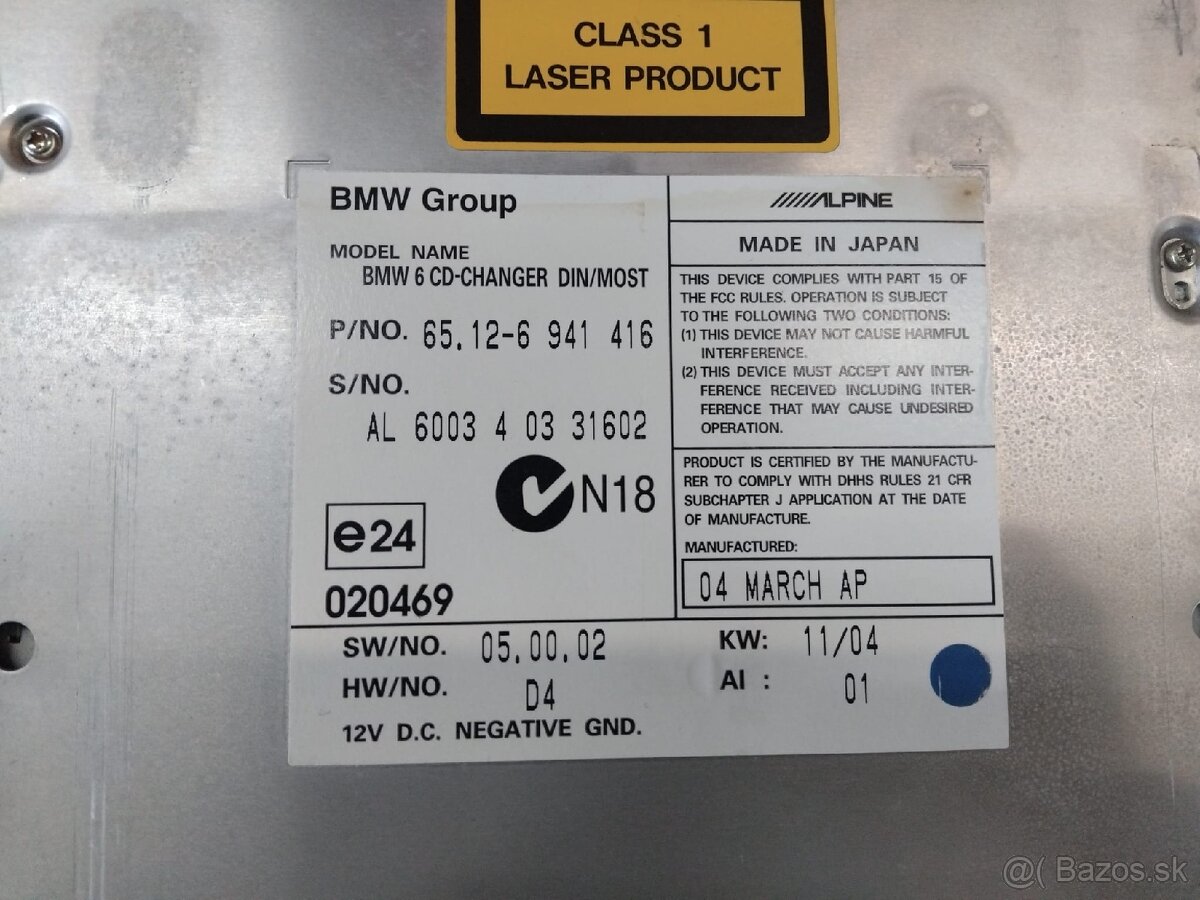 CLASS 1
LASER PRODUCT
BMW Group
MODEL NAME
BMW 6 CD-CHANGER DIN/MOST
P/NO. 65.12-6 941 416
S/NO.
AL 6003 4 03 31602
N18
e24
020469
ALPINE
MADE IN JAPAN
THIS DEVICE COMPLIES WITH PART 15 OF
THE FCC RULES. OPERATION IS SUBJECT
TO THE FOLLOWING TWO CONDITIONS:
(1) THIS DEVICE MAY NOT CAUSE HARMFUL
INTERFERENCE.
(2) THIS DEVICE MUST ACCEPT ANY INTER-
FERENCE RECEIVED INCLUDING INTER-
FERENCE THAT MAY CAUSE UNDESIRED
OPERATION.
PRODUCT IS CERTIFIED BY THE MANUFACTU-
RER TO COMPLY WITH DHHS RULES 21 CFR
SUBCHAPTER J APPLICATION AT THE DATE
OF MANUFACTURE.
MANUFACTURED:
04 MARCH AP
SW/NO. 05.00.02
KW: 11/04
HW/NO. D4
AI : 01
12V D.C. NEGATIVE GND.
@( Bazos.sk